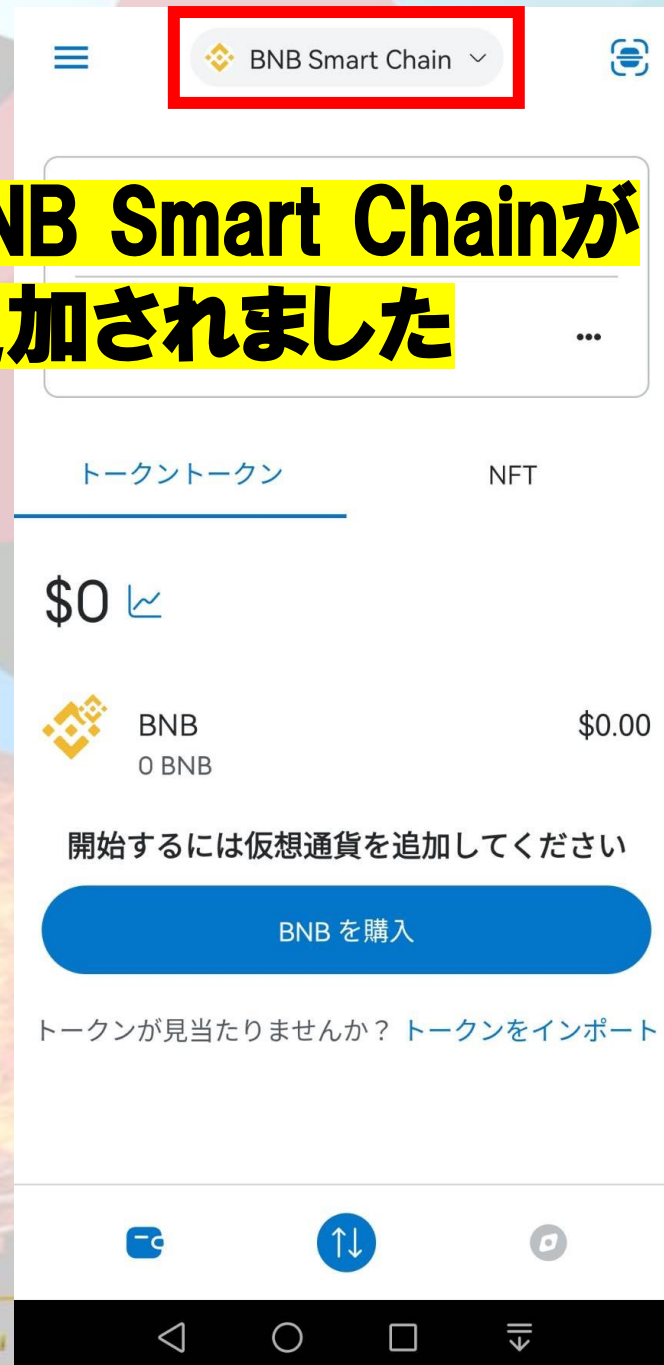 BNB Smart Chain
NB Smart Chainが
加されました
トークントークン
NFT
$0
BNB
$0.00
0 BNB
開始するには仮想通貨を追加してください
BNB を購入
トークンが見当たりませんか？ トークンをインポート